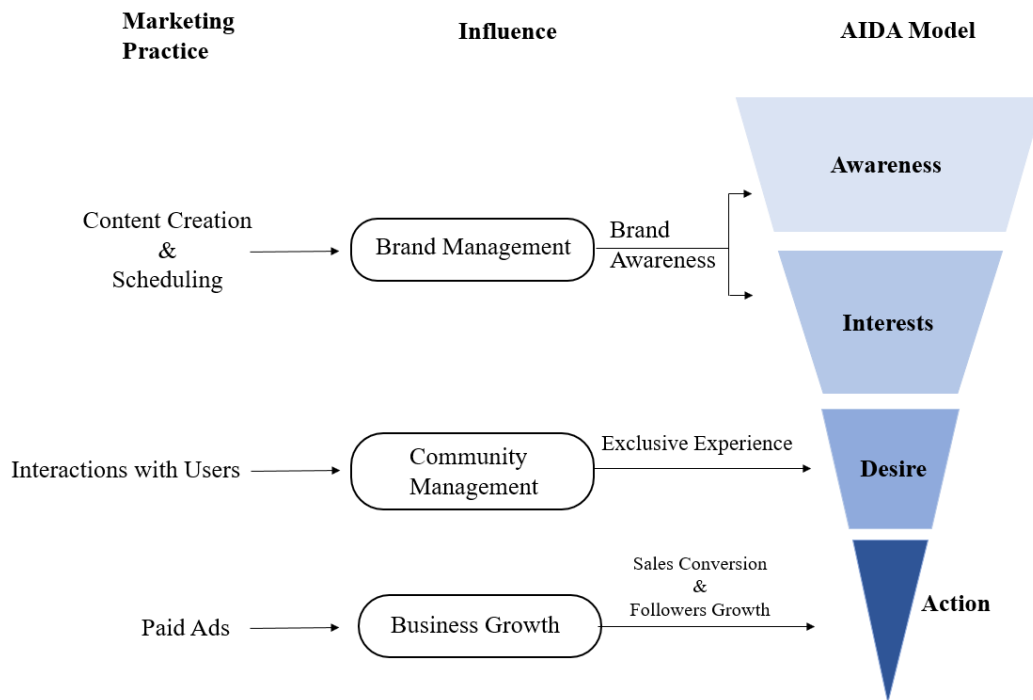 Marketing
Practice
Influence
AIDA Model
Awareness
Content Creation
&
Scheduling
Brand Management
Brand
Awareness
Interests
Interactions with Users
Community
Management
Exclusive Experience
Desire
Paid Ads
Business Growth
Sales Conversion
&
Followers Growth
Action